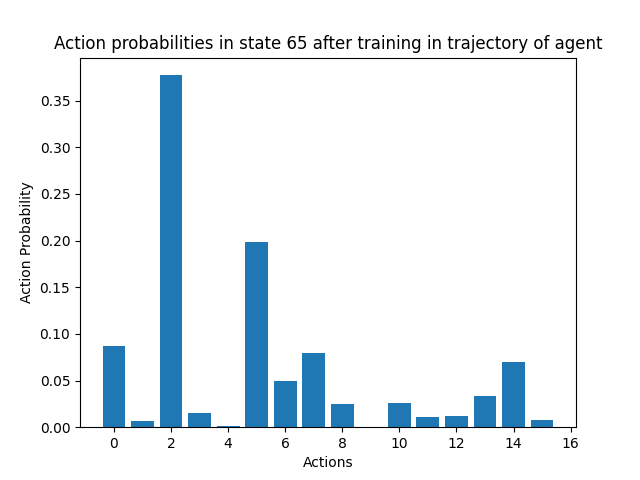 Action probabilities in state 65 after training in trajectory of agent
0.35
0.30
0.25
0.20
0.15
0.10
0.05
0.00
Action Probability
0 2 4 6 8 10 12 14 16
Actions